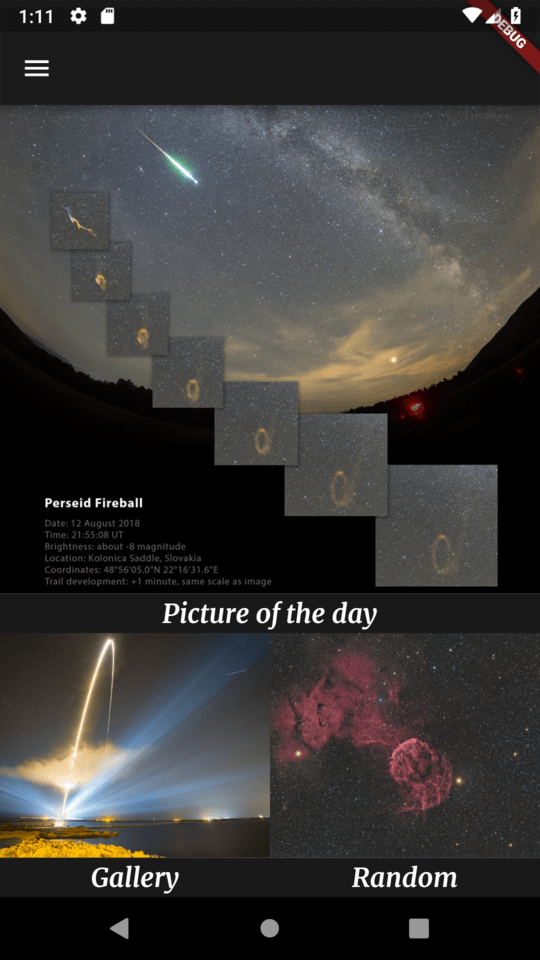 1:11
DEBUG
Perseid Fireball
Date: 12 August 2018
Time: 21:55:08 UT
Brightness: about -8 magnitude
Location: Kolonica Saddle, Slovakia
Coordinates: 48°56'05.0"N 22°16'31.6"E
Trail development: +1 minute, same scale as image
Picture of the day
Gallery
Random